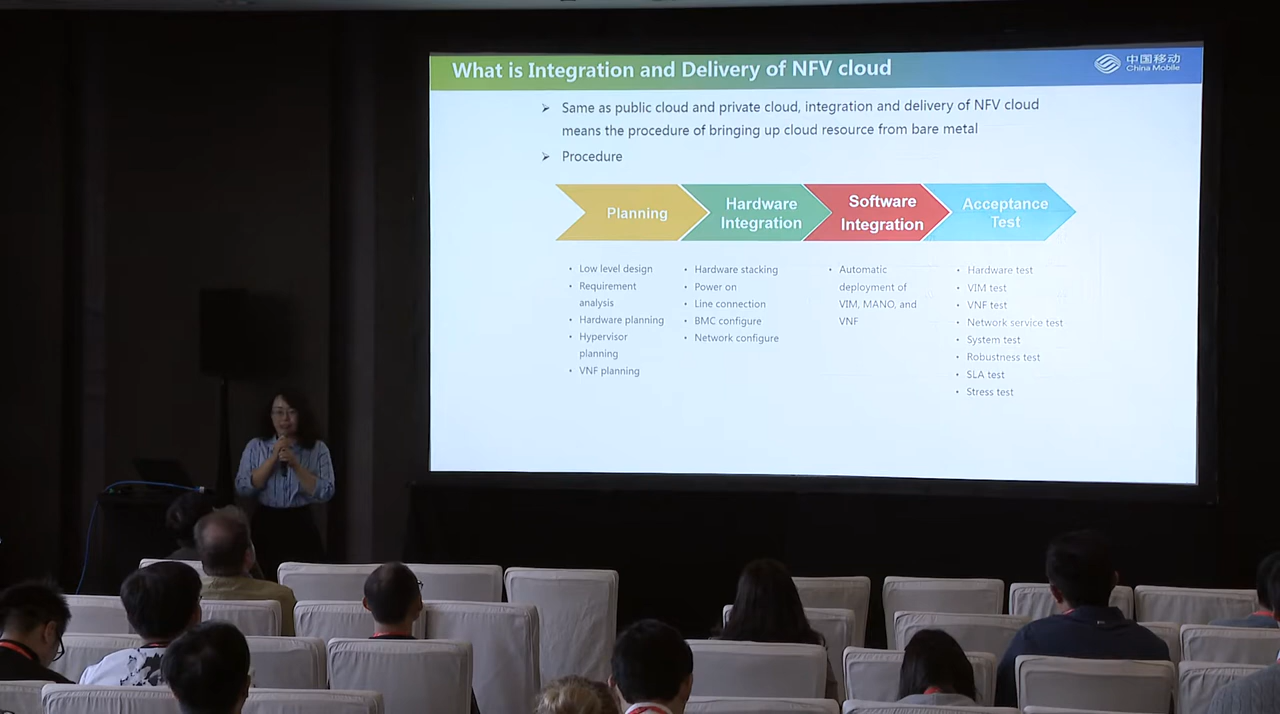 What is Integration and Delivery of NFV cloud
中国移动
China Mobile
➢ Same as public cloud and private cloud, integration and delivery of NFV cloud
means the procedure of bringing up cloud resource from bare metal
➢ Procedure
Planning
Hardware
Integration
Software
Integration
Acceptance
Test
• Low level design
• Requirement
analysis
• Hardware planning
• Hypervisor
planning
• VNF planning
• Hardware stacking
• Power on
• Line connection
• BMC configure
• Network configure
• Automatic
deployment of
VIM, MANO, and
VNF
• Hardware test
• VIM test
• VNF test
• Network service test
• System test
• Robustness test
• SLA test
• Stress test